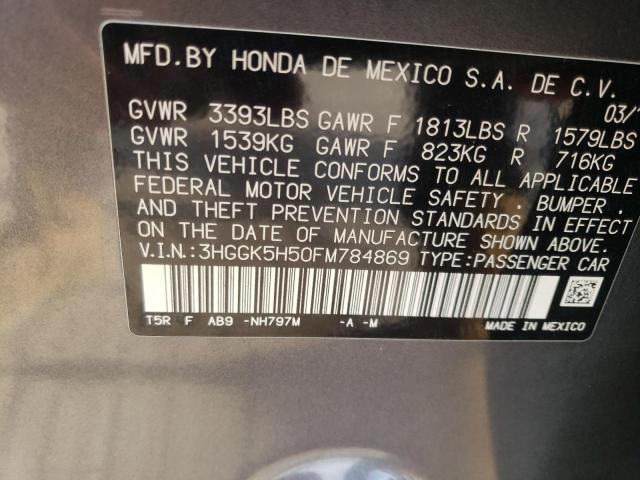 MFD.BY HONDA DE MEXICO S.A. DE C.V.
03/
GVWR 3393LBS GAWR F 1813LBS R 1579LBS
GVWR 1539KG GAWR F 823KG R 716KG
THIS VEHICLE CONFORMS TO ALL APPLICABLE
FEDERAL MOTOR VEHICLE SAFETY . BUMPER .
AND THEFT PREVENTION STANDARDS IN EFFECT
ON THE DATE OF MANUFACTURE SHOWN ABOVE.
V.I.N.:3HGGK5H50FM784869 TYPE:PASSENGER CAR
T5R F AB9 -NH797M -A -M MADE IN MEXICO